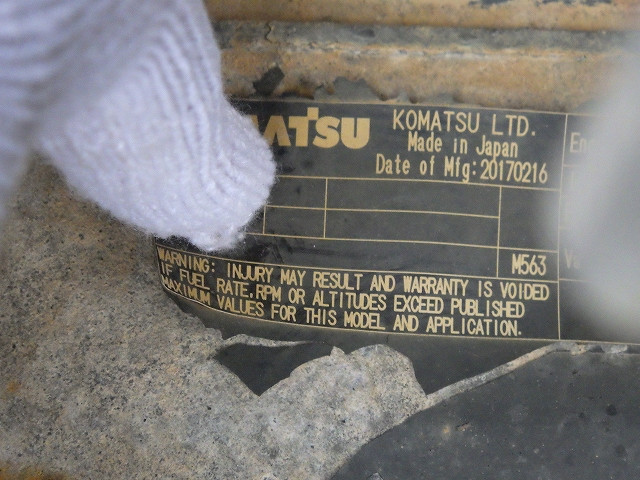 KOMATSU LTD.
Made in Japan
Date of Mfg:20170216
M563
WARNING: INJURY MAY RESULT AND WARRANTY IS VOIDED
IF FUEL RATE.RPM OR ALTITUDES EXCEED PUBLISHED
MAXIMUM VALUES FOR THIS MODEL AND APPLICATION.